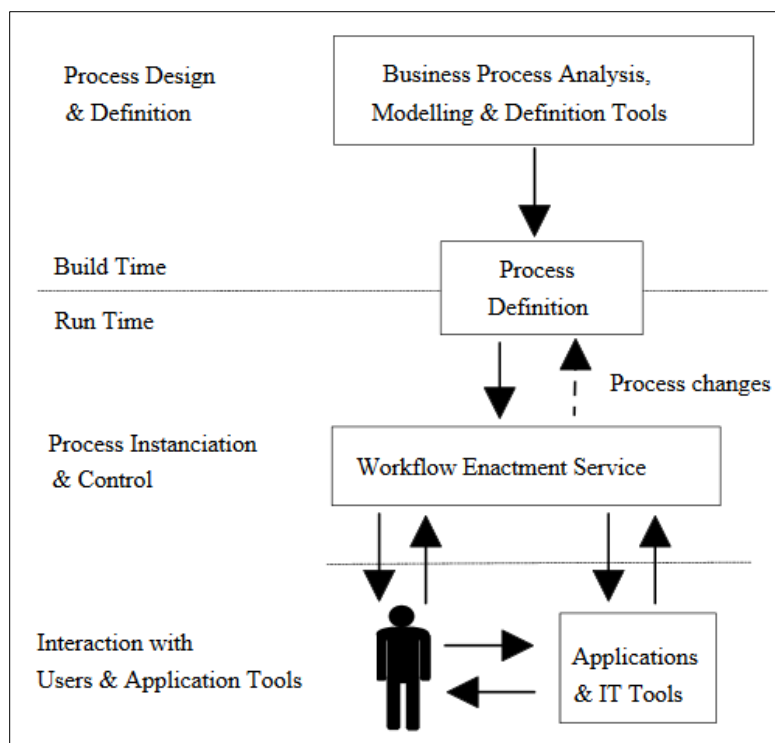 Process Design
& Definition
Business Process Analysis,
Modelling & Definition Tools
Build Time
Process
Definition
Run Time
Process changes
Process Instanciation
& Control
Workflow Enactment Service
Interaction with
Users & Application Tools
Applications
& IT Tools